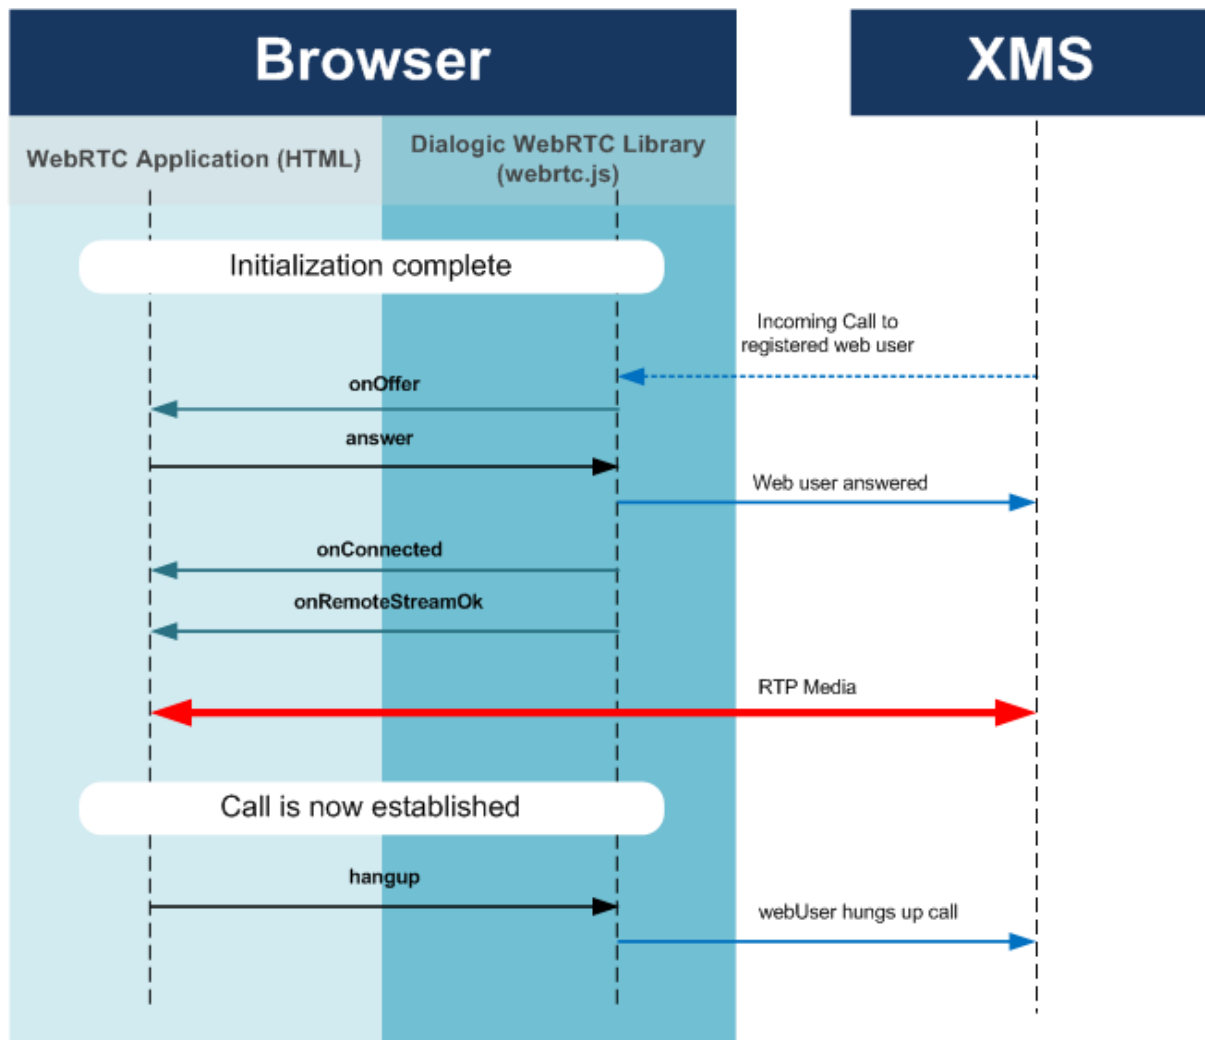 Browser
XMS
WebRTC Application (HTML)
Dialogic WebRTC Library
(webrtc.js)
Initialization complete
Incoming Call to
registered web user
onOffer
answer
Web user answered
onConnected
onRemoteStreamOk
RTP Media
Call is now established
hangup
webUser hungs up call